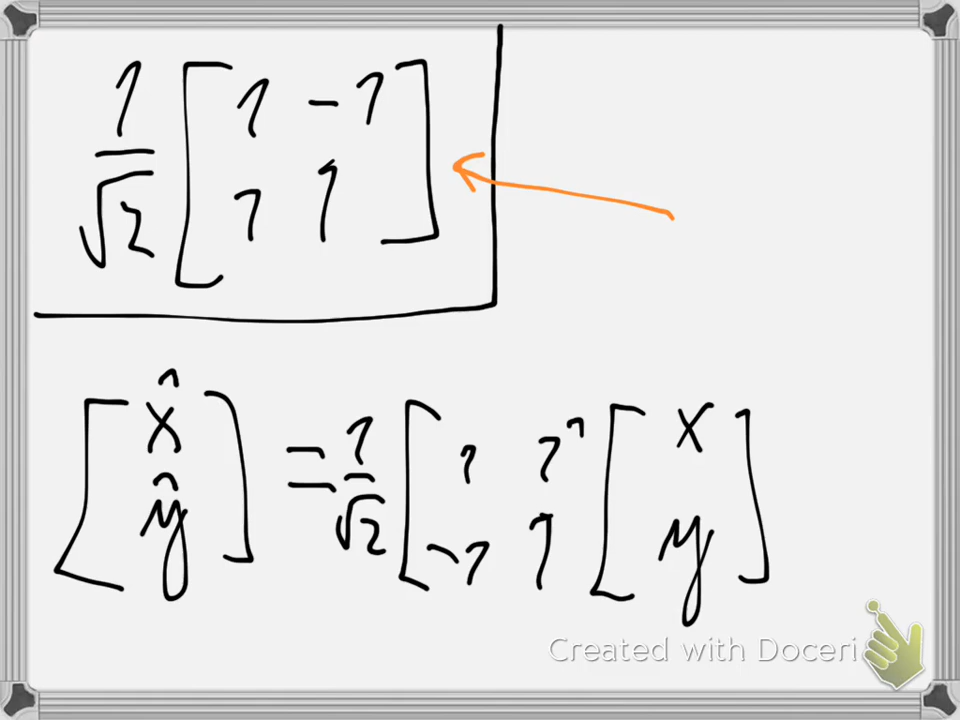 1/√2 [1 -1; 1 1]
[x̂; ŷ] = 1/√2 [1 1; -1 1] [x; y]
Created with Doceri